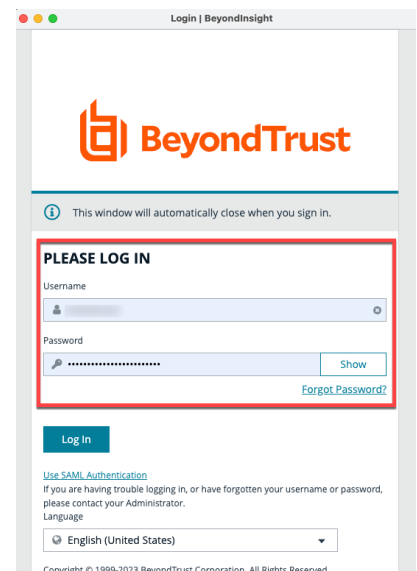 Login | BeyondInsight
BeyondTrust
This window will automatically close when you sign in.
PLEASE LOG IN
Username
Password
••••••••••••••••••••••• Show
Forgot Password?
Log In
Use SAML Authentication
If you are having trouble logging in, or have forgotten your username or password,
please contact your Administrator.
Language
English (United States)
Copyright © 1999-2023 BeyondTrust Corporation. All Rights Reserved.